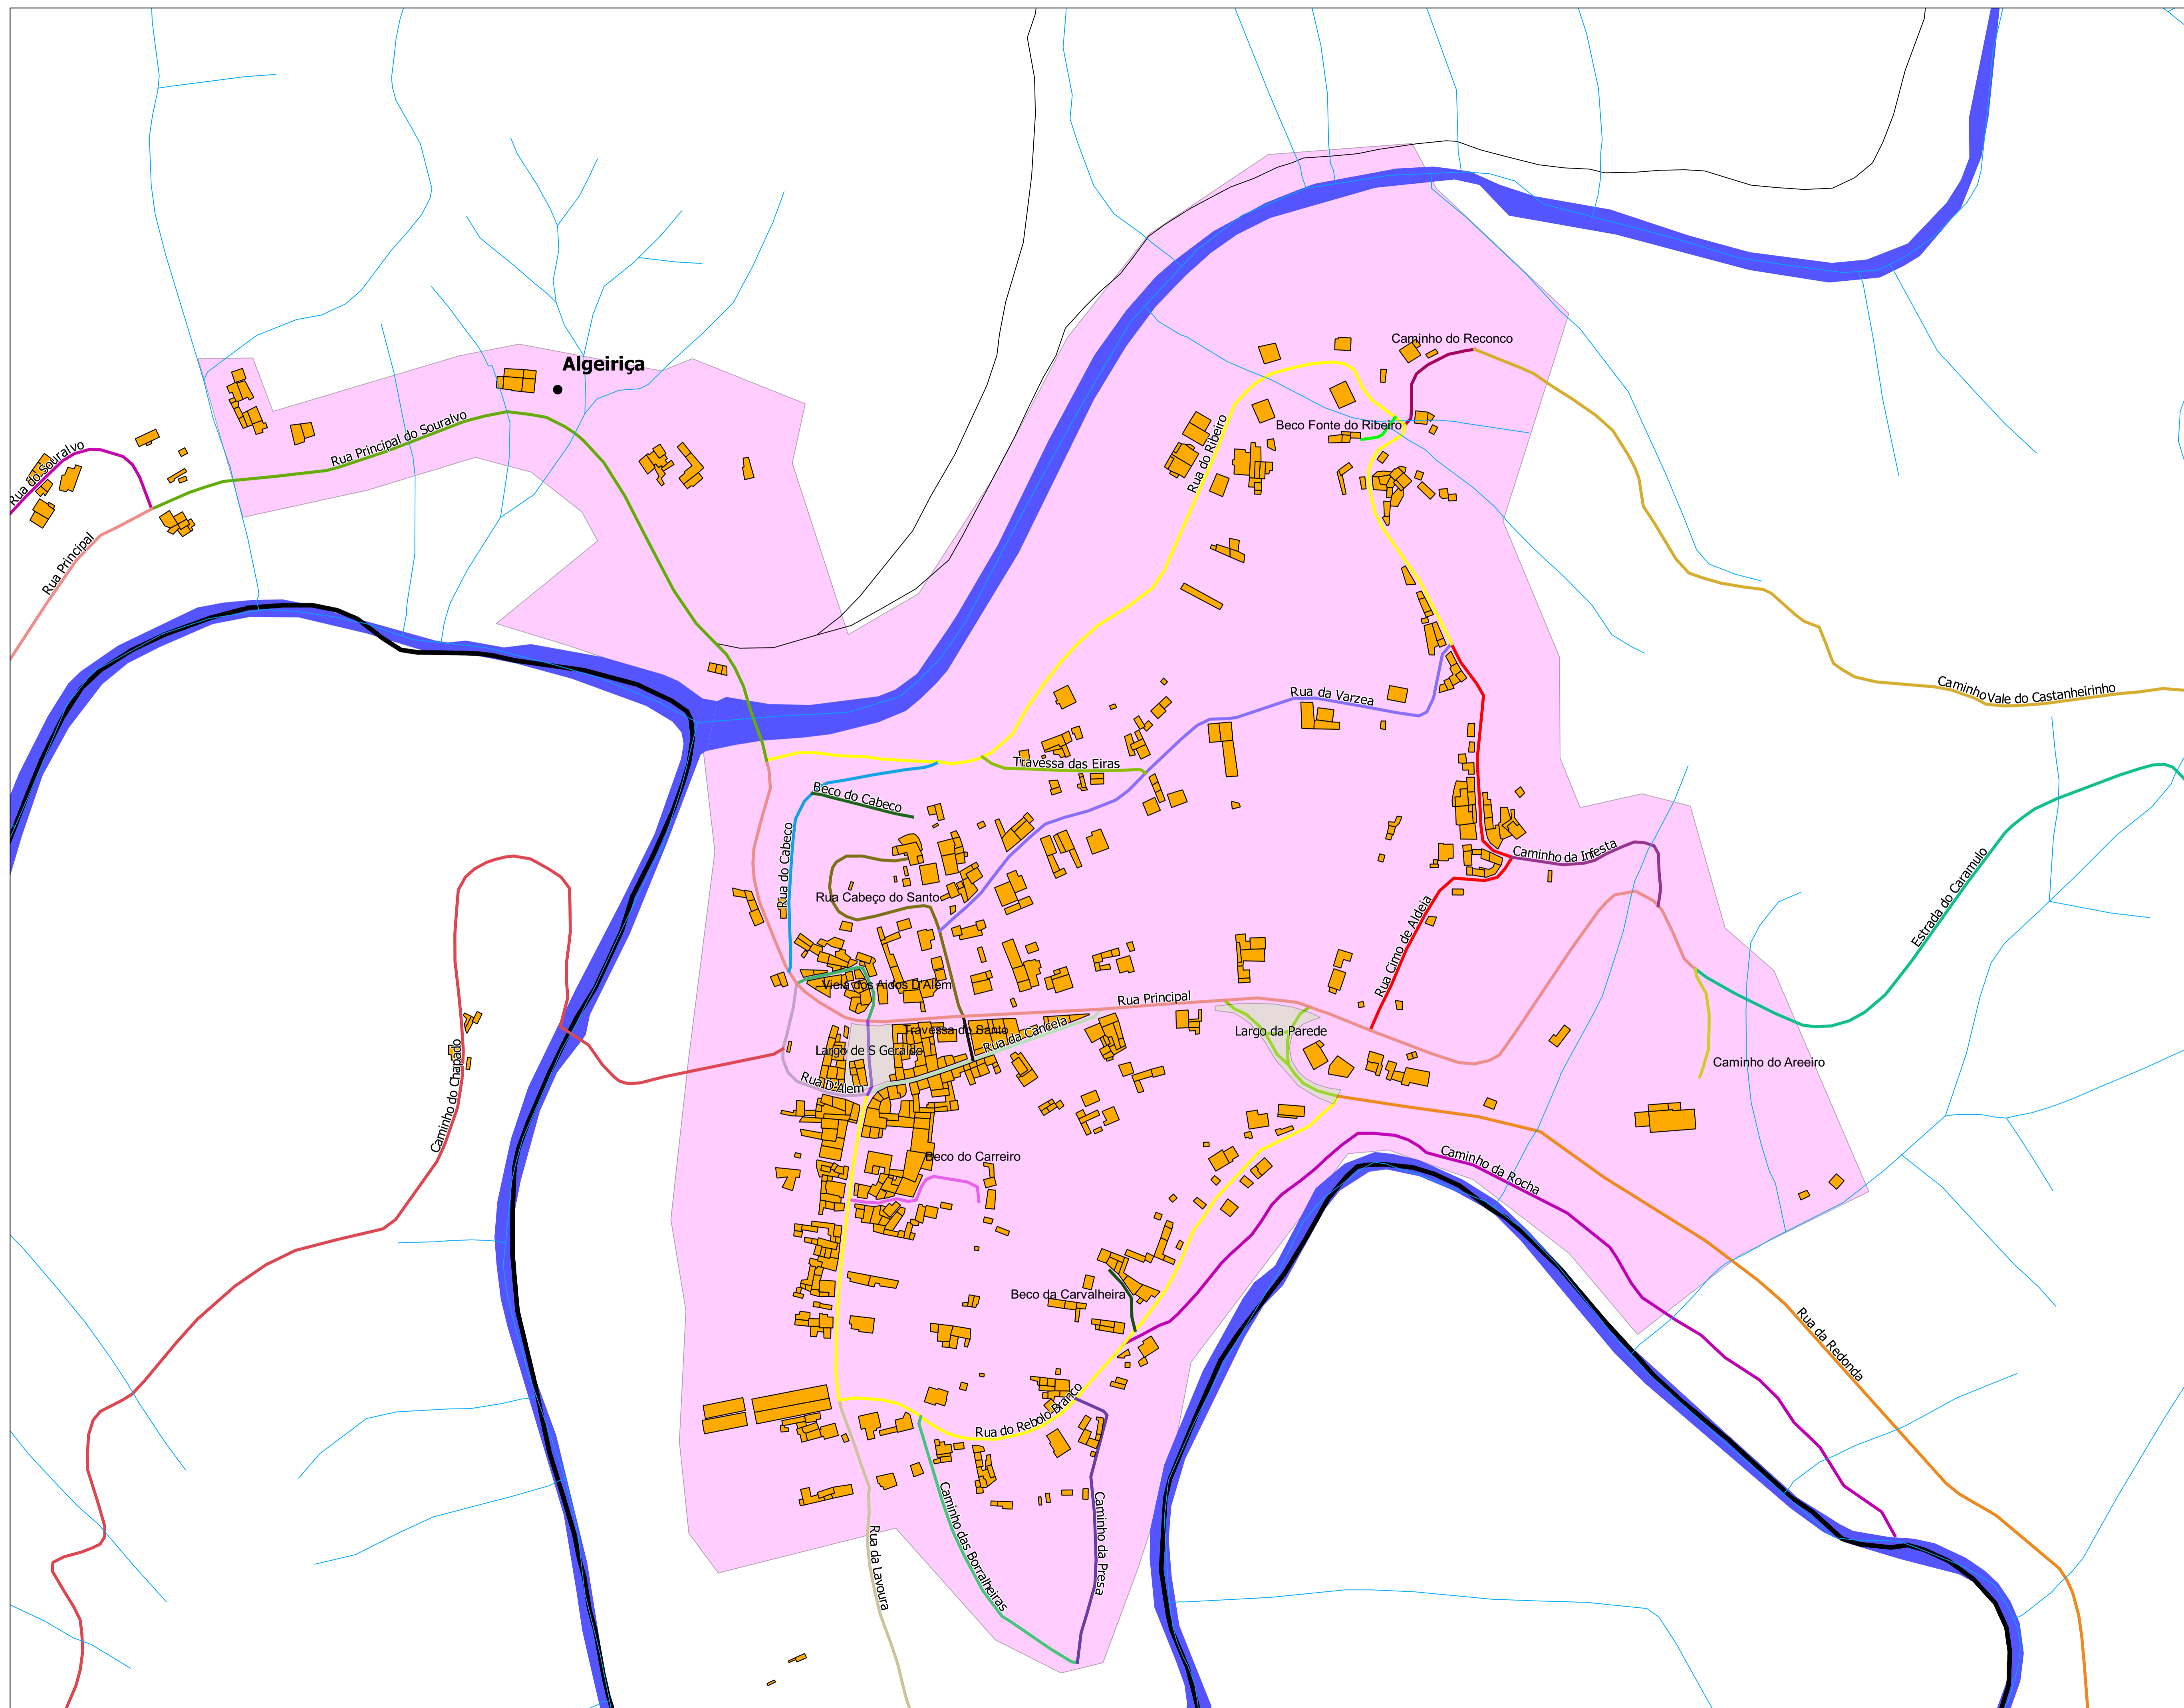 Caminho do Reconco
Algeiriça
Rua Principal do Souralvo
Beco Fonte do Ribeiro
Rua do Ribeiro
Rua do Souralvo
Rua Principal
Rua da Varzea
Caminho Vale do Castanheirinho
Travessa das Eiras
Beco do Cabeco
Rua do Cabeco
Caminho da Infesta
Rua Cabeço do Santo
Estrada do Caramulo
Rua Cimo de Aldeia
Viela dos Aidos D'Alem
Rua Principal
Travessa do Santo
Rua da Cancela
Largo da Parede
Largo de S Geraldo
Caminho do Areeiro
Rua D'Alem
Caminho do Chapado
Beco do Carreiro
Caminho da Rocha
Beco da Carvalheira
Rua da Redonda
Rua do Rebolo Branco
Caminho das Borralheiras
Caminho da Presa
Rua da Lavoura